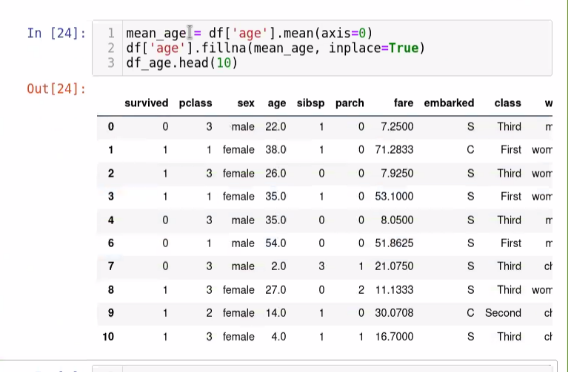 In [24]:
1 mean_age = df['age'].mean(axis=0)
2 df['age'].fillna(mean_age, inplace=True)
3 df_age.head(10)
Out[24]:
survived pclass sex age sibsp parch fare embarked class w
0 0 3 male 22.0 1 0 7.2500 S Third m
1 1 1 female 38.0 1 0 71.2833 C First wom
2 1 3 female 26.0 0 0 7.9250 S Third wom
3 1 1 female 35.0 1 0 53.1000 S First wom
4 0 3 male 35.0 0 0 8.0500 S Third m
6 0 1 male 54.0 0 0 51.8625 S First m
7 0 3 male 2.0 3 1 21.0750 S Third ch
8 1 3 female 27.0 0 2 11.1333 S Third wom
9 1 2 female 14.0 1 0 30.0708 C Second ch
10 1 3 female 4.0 1 1 16.7000 S Third ch